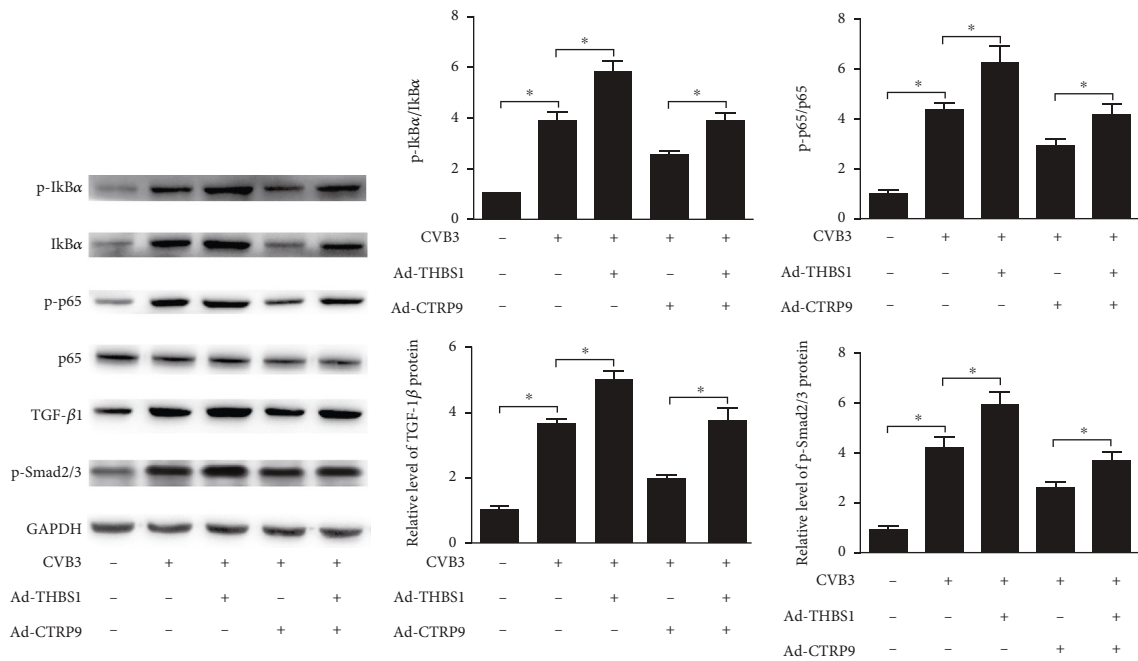 p-IkBα
IkBα
p-p65
p65
TGF-β1
p-Smad2/3
GAPDH
CVB3 – + + + +
Ad-THBS1 – – + – +
Ad-CTRP9 – – – + +
p-IkBα/IkBα
8
6
4
2
0
* * *
CVB3 – + + + +
Ad-THBS1 – – + – +
Ad-CTRP9 – – – + +
p-p65/p65
8
6
4
2
0
* * *
CVB3 – + + + +
Ad-THBS1 – – + – +
Ad-CTRP9 – – – + +
Relative level of TGF-1β protein
6
4
2
0
* * *
CVB3 – + + + +
Ad-THBS1 – – + – +
Ad-CTRP9 – – – + +
Relative level of p-Smad2/3 protein
8
6
4
2
0
* * *
CVB3 – + + + +
Ad-THBS1 – – + – +
Ad-CTRP9 – – – + +